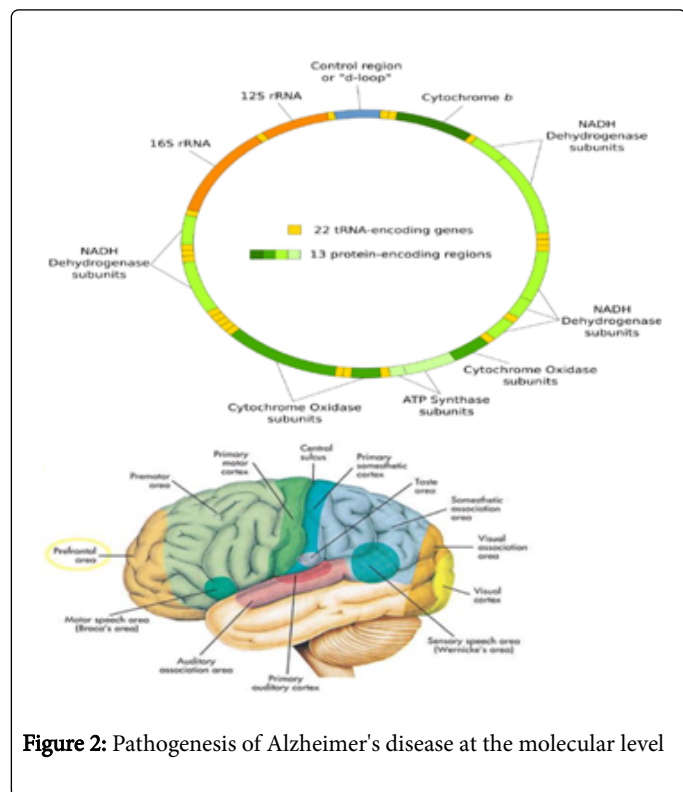 Control region
or "d-loop"
12S rRNA
Cytochrome b
16S rRNA
NADH
Dehydrogenase
subunits
22 tRNA-encoding genes
13 protein-encoding regions
NADH
Dehydrogenase
subunits
NADH
Dehydrogenase
subunits
Cytochrome Oxidase
subunits
ATP Synthase
subunits
Cytochrome Oxidase
subunits
Central
sulcus
Primary
motor
cortex
Primary
somesthetic
cortex
Premotor
area
Taste
area
Somesthetic
association
area
Prefrontal
area
Visual
association
area
Visual
cortex
Motor speech area
(Broca's area)
Sensory speech area
(Wernicke's area)
Auditory
association area
Primary
auditory cortex
Figure 2: Pathogenesis of Alzheimer's disease at the molecular level